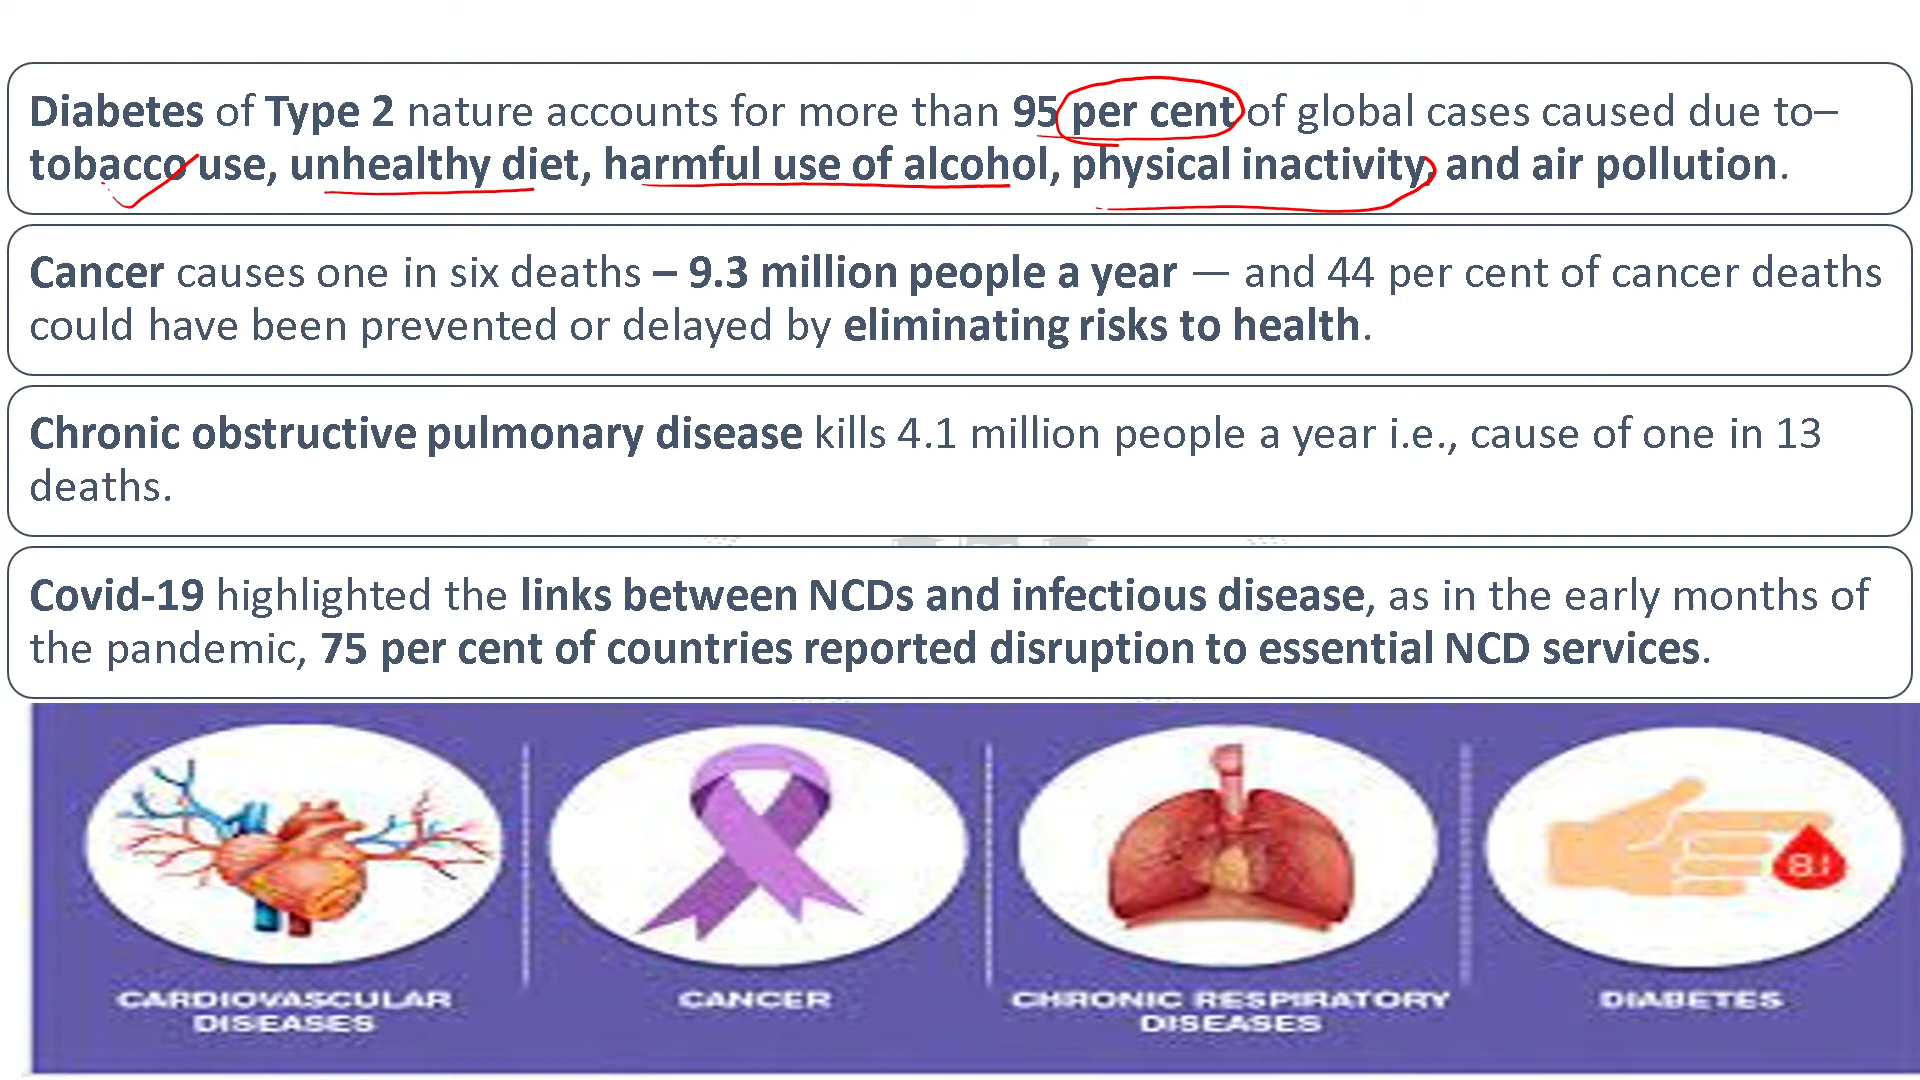 Diabetes of Type 2 nature accounts for more than 95 per cent of global cases caused due to–
tobacco use, unhealthy diet, harmful use of alcohol, physical inactivity, and air pollution.
Cancer causes one in six deaths – 9.3 million people a year — and 44 per cent of cancer deaths
could have been prevented or delayed by eliminating risks to health.
Chronic obstructive pulmonary disease kills 4.1 million people a year i.e., cause of one in 13
deaths.
Covid-19 highlighted the links between NCDs and infectious disease, as in the early months of
the pandemic, 75 per cent of countries reported disruption to essential NCD services.
8.1
CARDIOVASCULAR
DISEASES
CANCER
CHRONIC RESPIRATORY
DISEASES
DIABETES